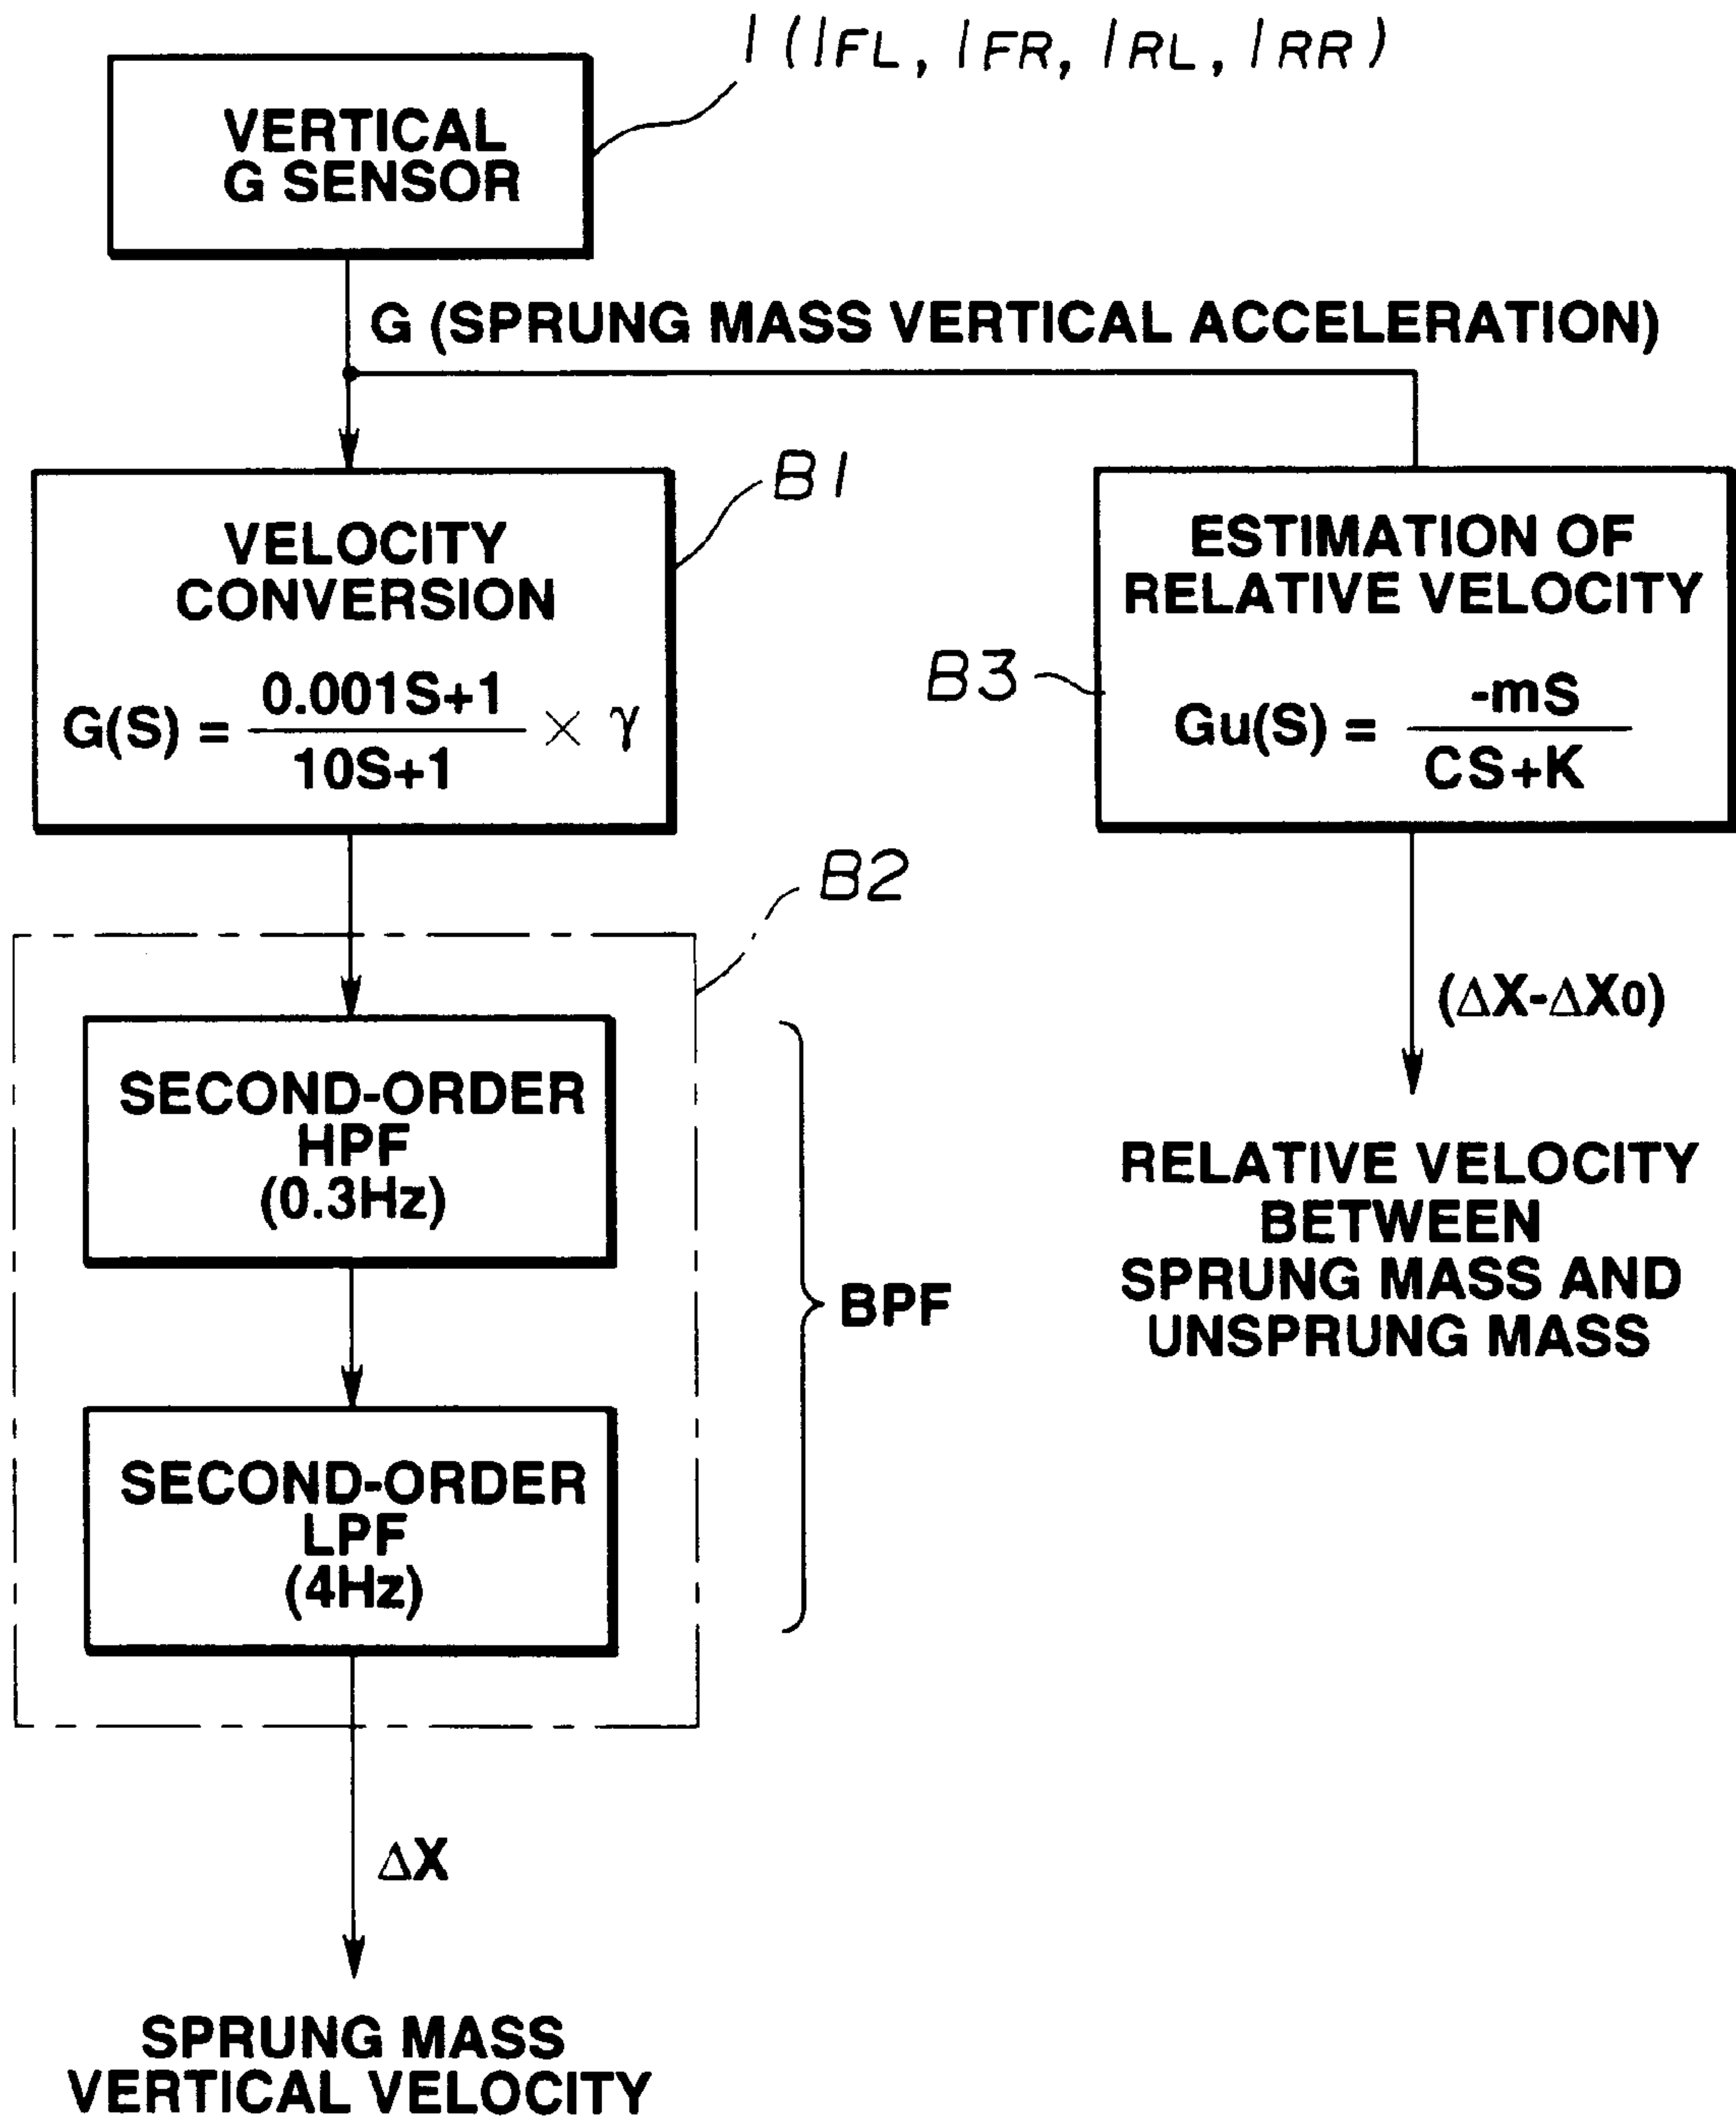 1 (1FL, 1FR, 1RL, 1RR)
VERTICAL
G SENSOR
G (SPRUNG MASS VERTICAL ACCELERATION)
B1
VELOCITY
CONVERSION
G(S) = 0.001S+1 / 10S+1 × γ
ESTIMATION OF
RELATIVE VELOCITY
B3
Gu(S) = -mS / CS+K
B2
SECOND-ORDER
HPF
(0.3Hz)
SECOND-ORDER
LPF
(4Hz)
BPF
(ΔX-ΔX0)
RELATIVE VELOCITY
BETWEEN
SPRUNG MASS AND
UNSPRUNG MASS
ΔX
SPRUNG MASS
VERTICAL VELOCITY